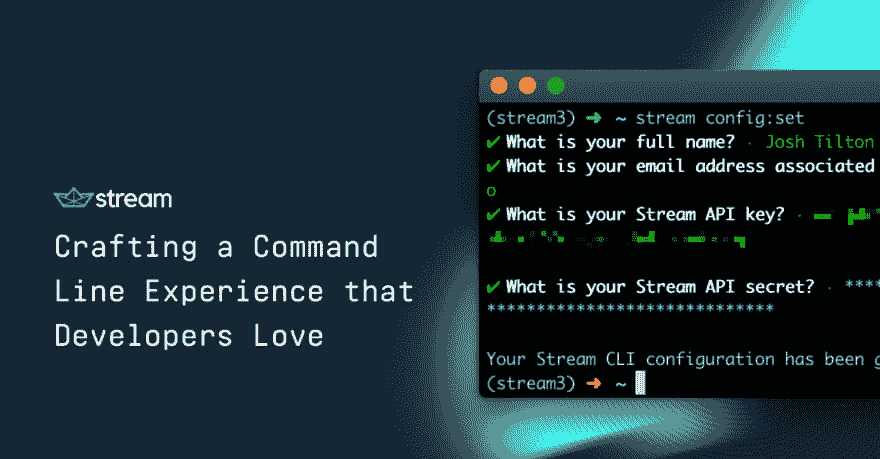 stream
Crafting a Command
Line Experience that
Developers Love
(stream3) ➜ ~ stream config:set
✔ What is your full name? · Josh Tilton
✔ What is your email address associated
o
✔ What is your Stream API key? ·
✔ What is your Stream API secret? · ****
*****************************
Your Stream CLI configuration has been g
(stream3) ➜ ~